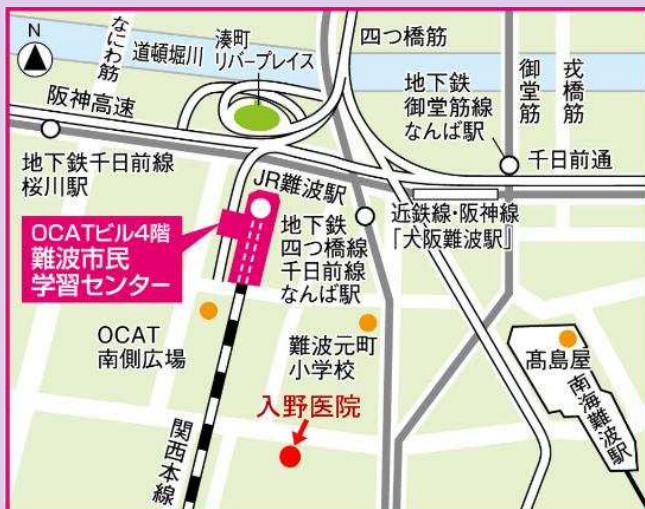 N
なにわ筋
道頓堀川
湊町
リバープレイス
四つ橋筋
地下鉄
御堂筋線
なんば駅
御堂筋
戎橋筋
阪神高速
千日前通
地下鉄千日前線
桜川駅
JR難波駅
近鉄線・阪神線
「大阪難波駅」
OCATビル4階
難波市民
学習センター
地下鉄
四つ橋線
千日前線
なんば駅
OCAT
南側広場
難波元町
小学校
髙島屋
南海難波駅
入野医院
関西本線